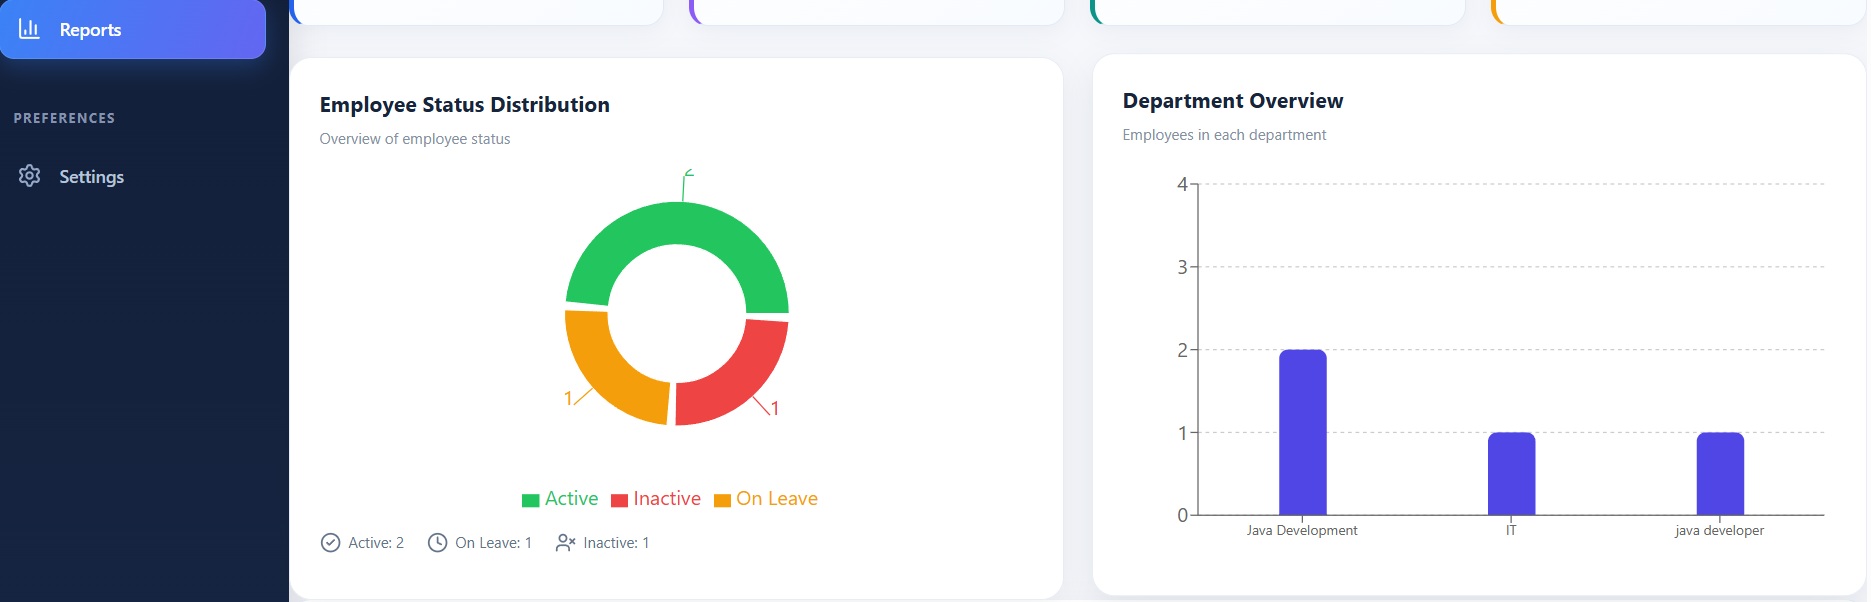 Reports
PREFERENCES
Settings
Employee Status Distribution
Overview of employee status
2
1
1
Active Inactive On Leave
Active: 2 On Leave: 1 Inactive: 1
Department Overview
Employees in each department
4
3
2
1
0
Java Development IT java developer